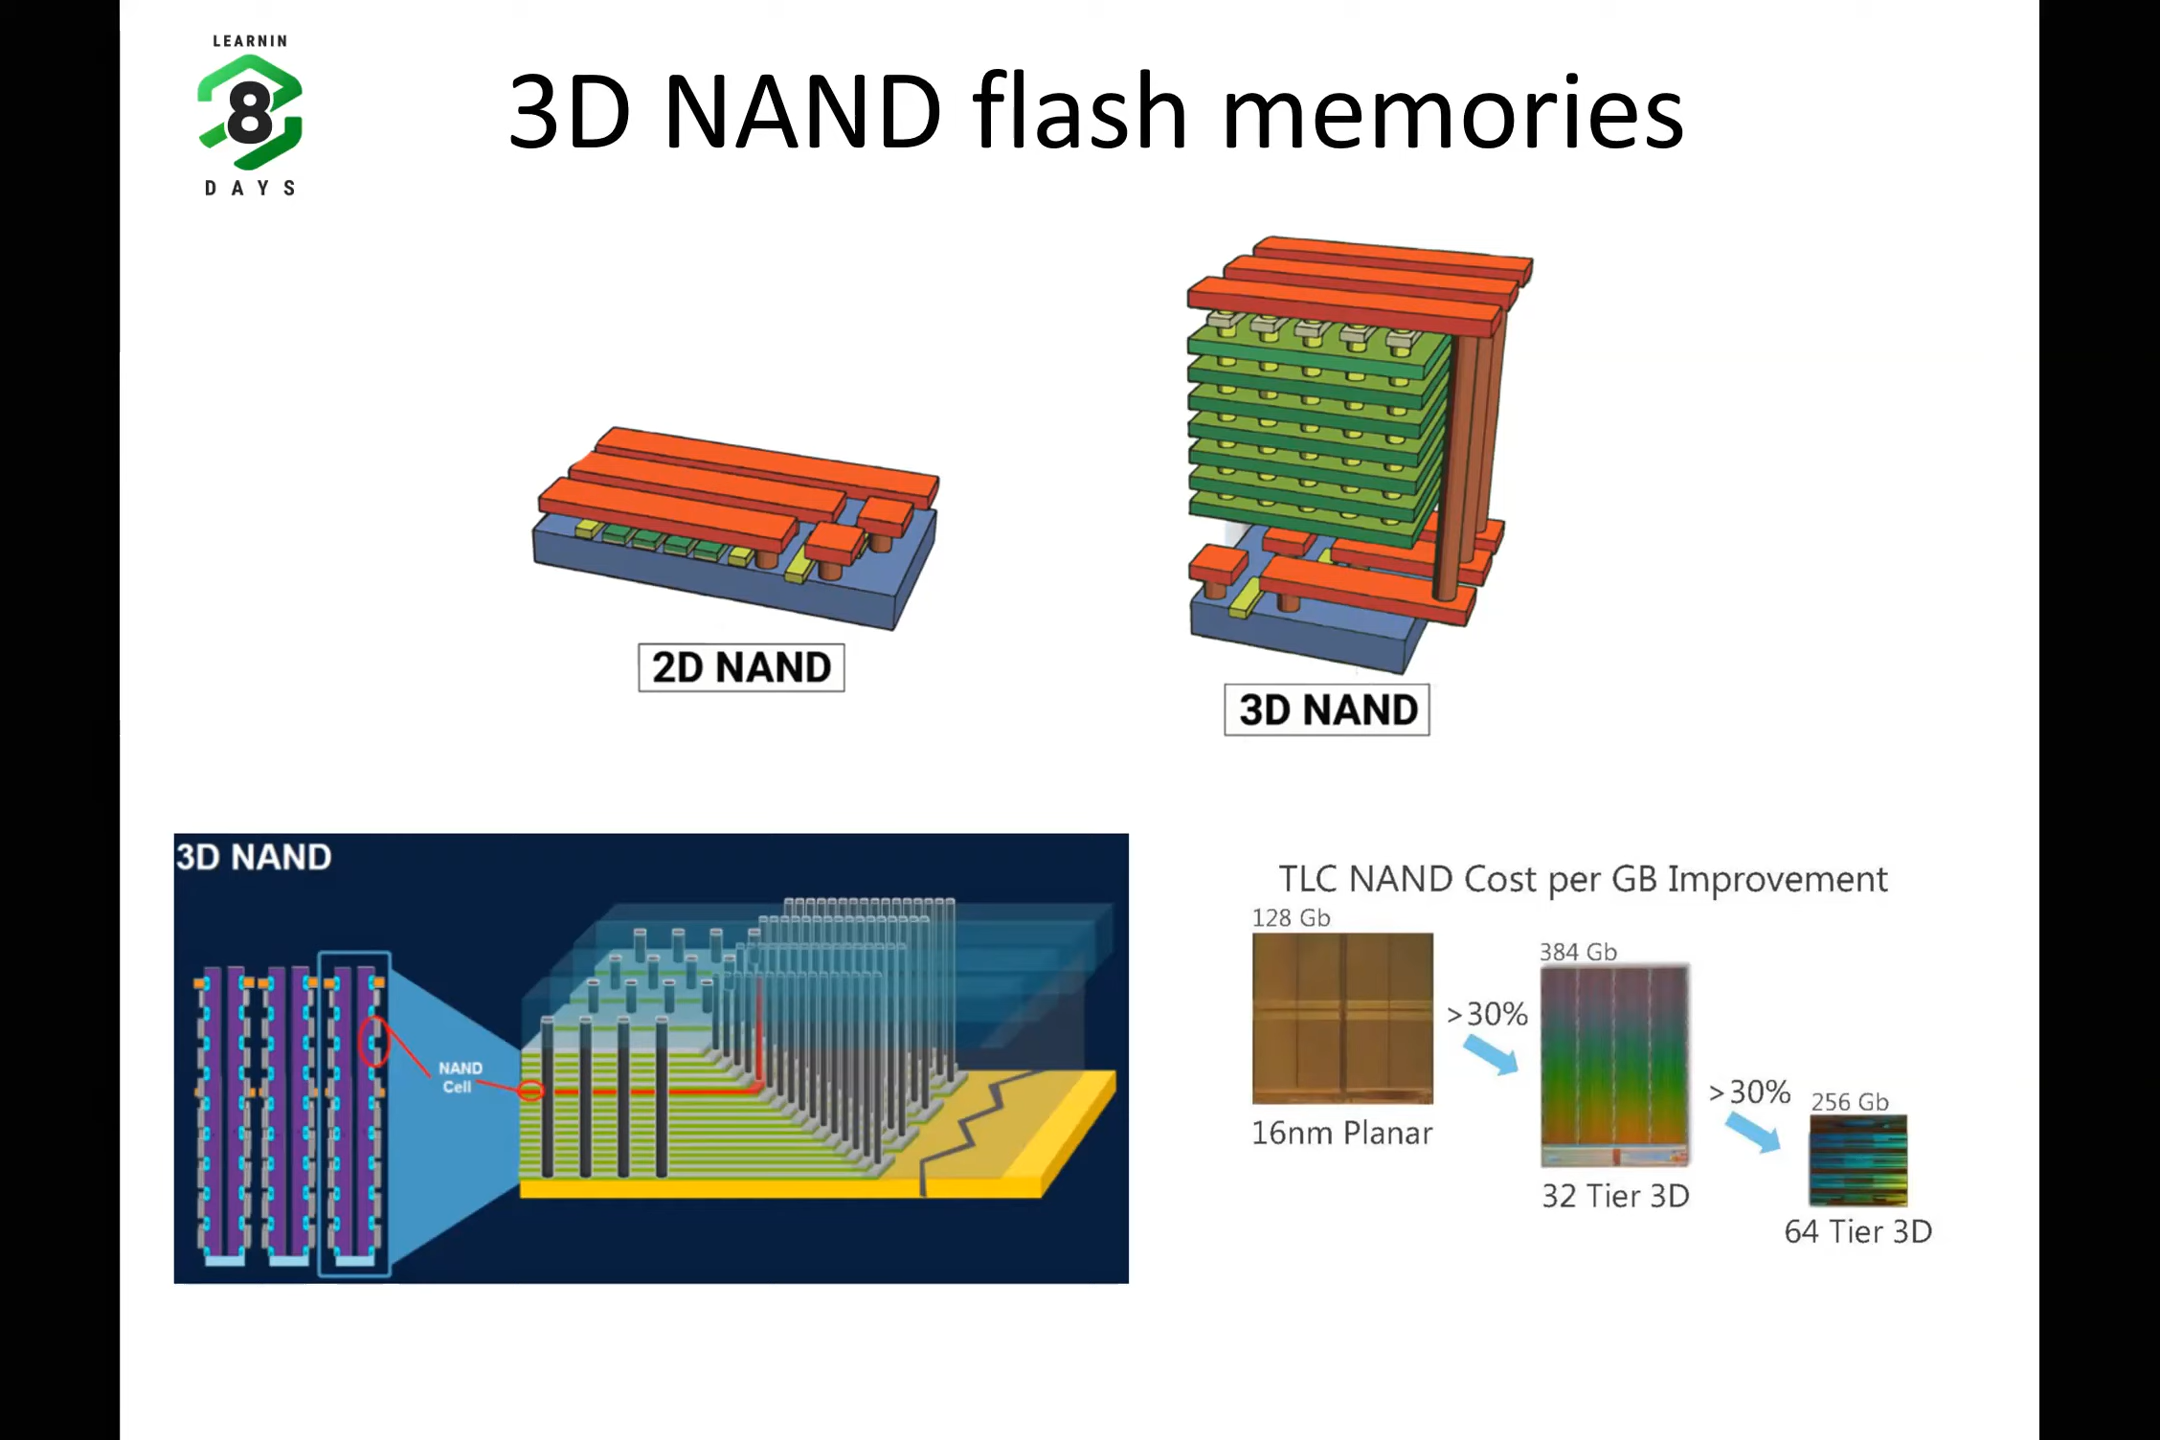 LEARNIN
8
DAYS
3D NAND flash memories
2D NAND
3D NAND
3D NAND
NAND
Cell
TLC NAND Cost per GB Improvement
128 Gb
16nm Planar
>30%
384 Gb
32 Tier 3D
>30%
256 Gb
64 Tier 3D